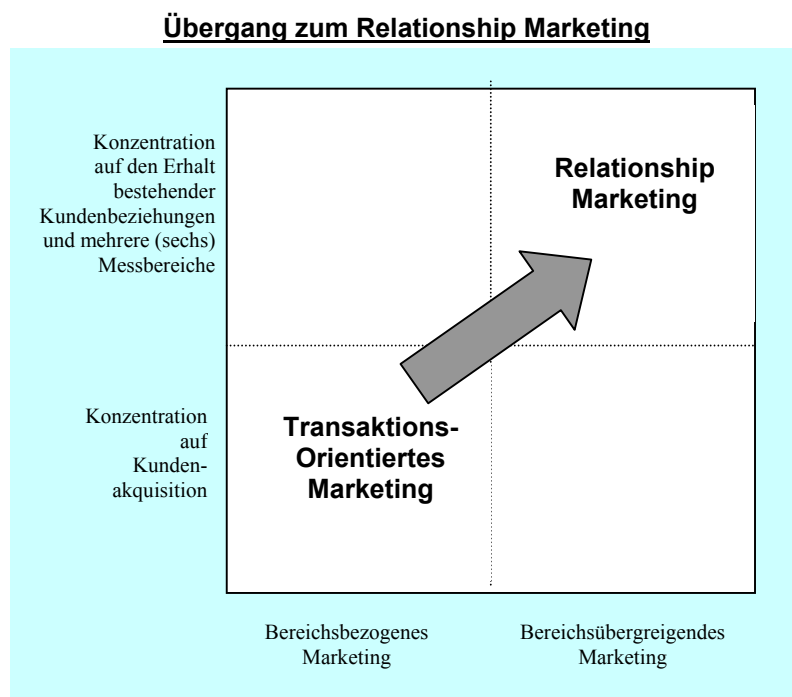 Übergang zum Relationship Marketing
Konzentration
auf den Erhalt
bestehender
Kundenbeziehungen
und mehrere (sechs)
Messbereiche
Relationship
Marketing
Konzentration
auf
Kunden-
akquisition
Transaktions-
Orientiertes
Marketing
Bereichsbezogenes
Marketing
Bereichsübergreigendes
Marketing